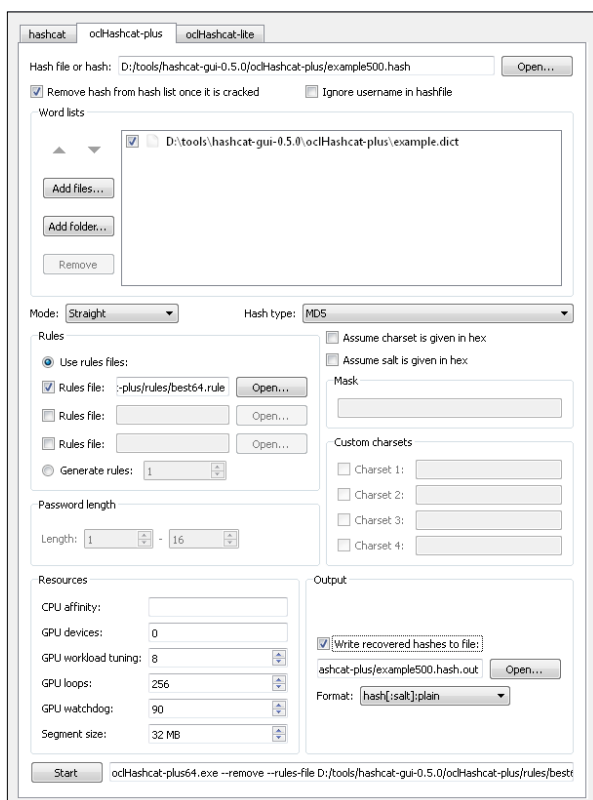 hashcat oclHashcat-plus oclHashcat-lite
Hash file or hash: D:/tools/hashcat-gui-0.5.0/oclHashcat-plus/example500.hash Open...
Remove hash from hash list once it is cracked Ignore username in hashfile
Word lists
D:\tools\hashcat-gui-0.5.0\oclHashcat-plus\example.dict
Add files...
Add folder...
Remove
Mode: Straight Hash type: MD5
Rules
Use rules files:
Rules file: :-plus/rules/best64.rule Open...
Rules file: Open...
Rules file: Open...
Generate rules: 1
Assume charset is given in hex
Assume salt is given in hex
Mask
Custom charsets
Charset 1:
Charset 2:
Charset 3:
Charset 4:
Password length
Length: 1 - 16
Resources
CPU affinity:
GPU devices: 0
GPU workload tuning: 8
GPU loops: 256
GPU watchdog: 90
Segment size: 32 MB
Output
Write recovered hashes to file:
ashcat-plus/example500.hash.out Open...
Format: hash[:salt]:plain
Start oclHashcat-plus64.exe --remove --rules-file D:/tools/hashcat-gui-0.5.0/oclHashcat-plus/rules/best6